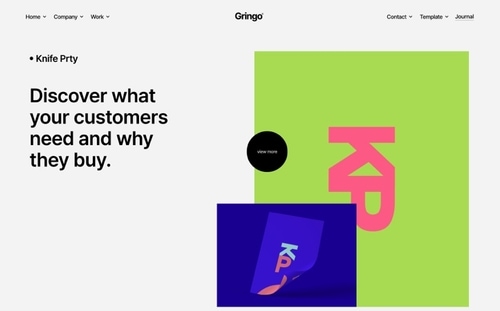 Home
Company
Work
Gringo
Contact
Template
Journal
• Knife Prty
Discover what
your customers
need and why
they buy.
view more
KP
KP